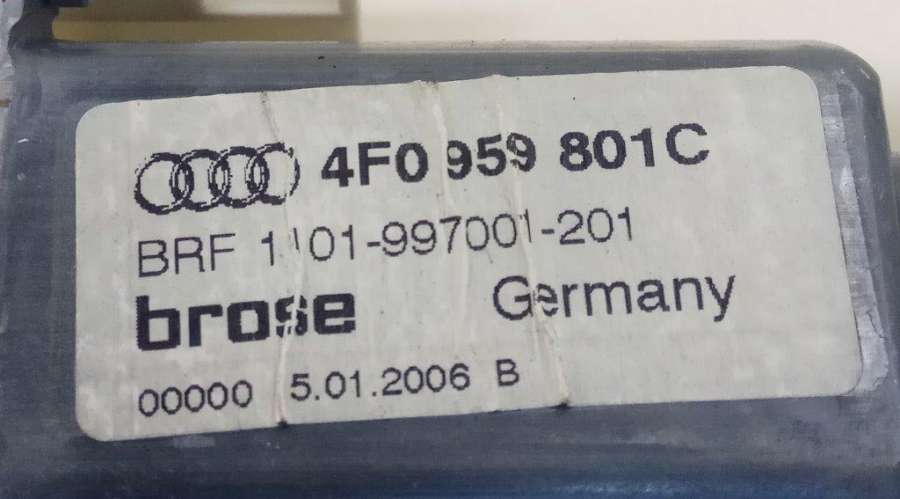 4F0 959 801C
BRF 1101-997001-201
brose Germany
00000 5.01.2006 B